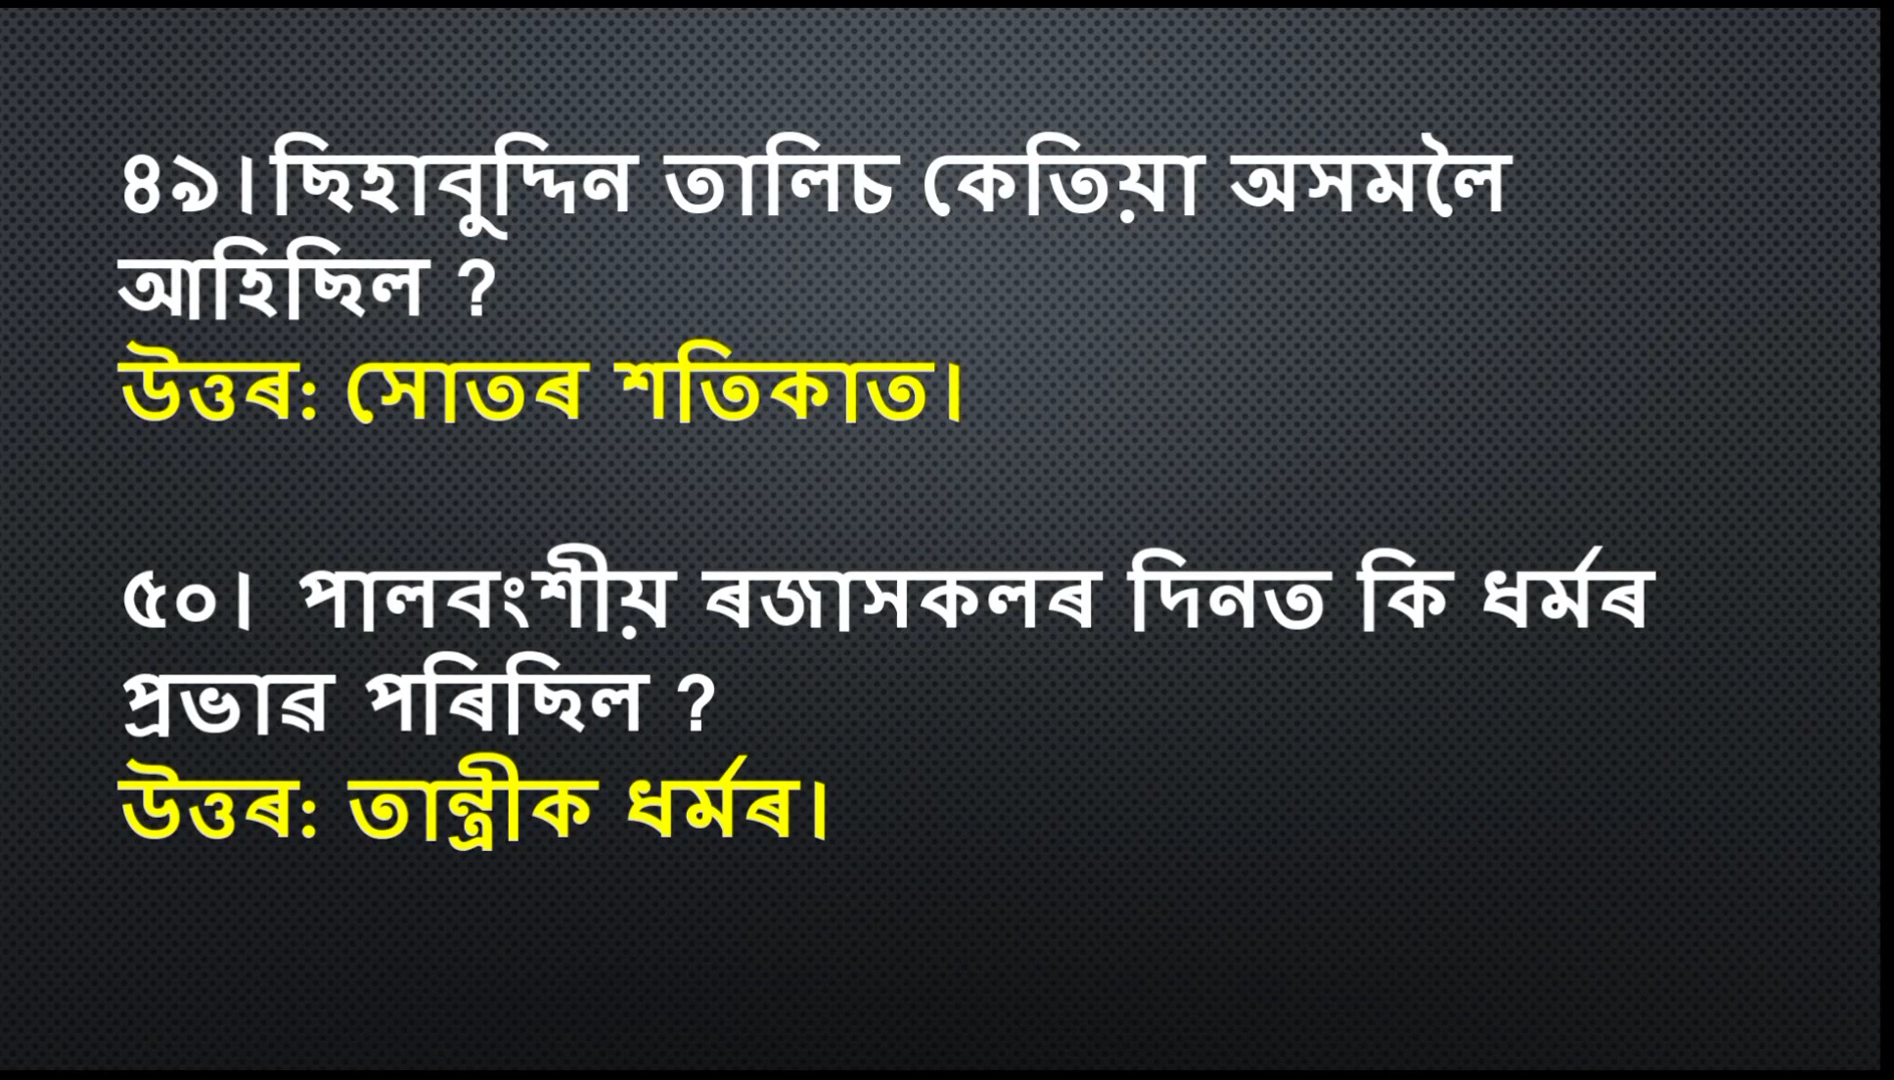 ৪৯।ছিহাবুদ্দিন তালিচ কেতিয়া অসমলৈ
আহিছিল ?
উত্তৰ: সোতৰ শতিকাত।
৫০। পালবংশীয় ৰজাসকলৰ দিনত কি ধৰ্মৰ
প্ৰভাৱ পৰিছিল ?
উত্তৰ: তান্ত্ৰীক ধৰ্মৰ।